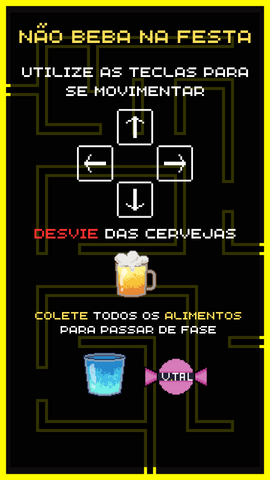 NÃO BEBA NA FESTA
UTILIZE AS TECLAS PARA
SE MOVIMENTAR
DESVIE DAS CERVEJAS
COLETE TODOS OS ALIMENTOS
PARA PASSAR DE FASE
VTAL